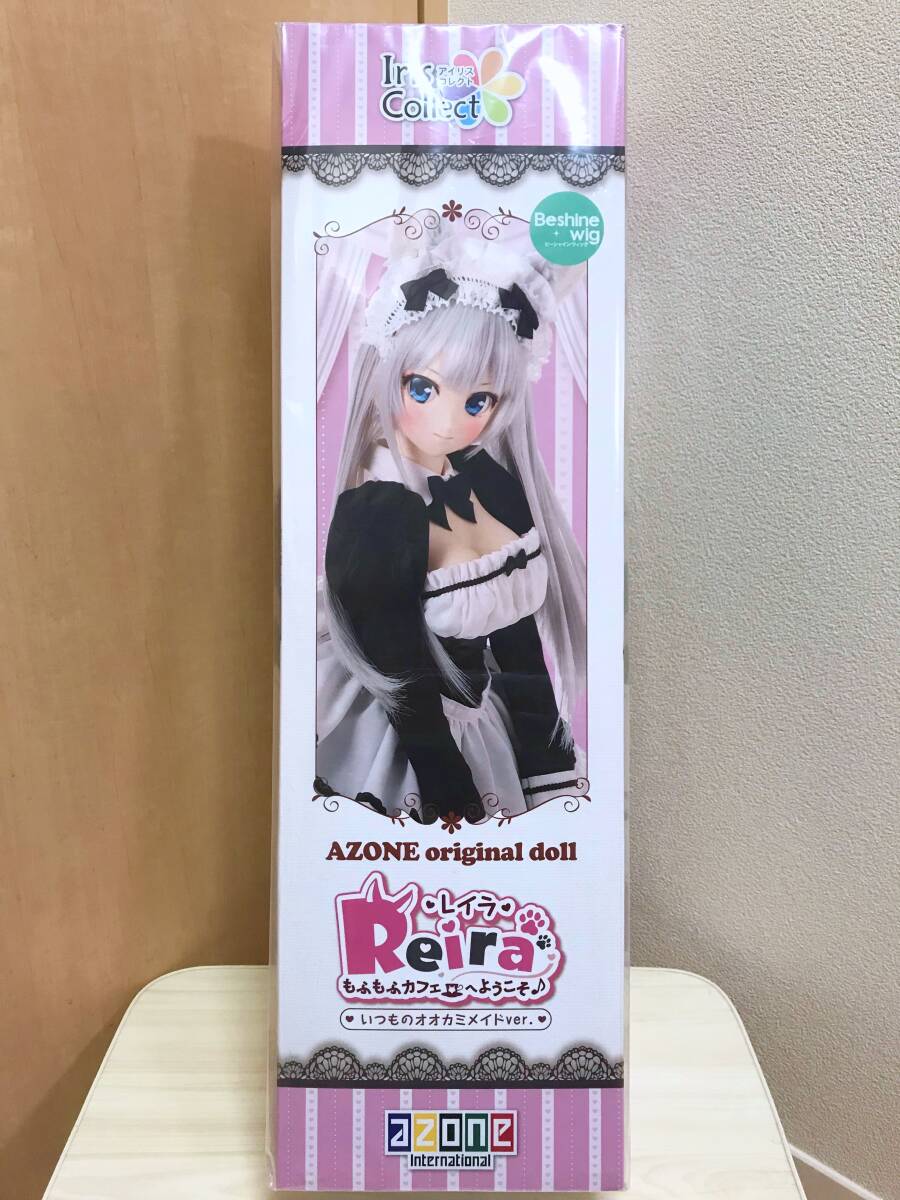 Iris
アイリス
コレクト
Collect
Beshine
+ wig
ビーシャインウィッグ
AZONE original doll
レイラ
Reira
もふもふカフェへようこそ♪
♥いつものオオカミメイドver.♥
azone
International